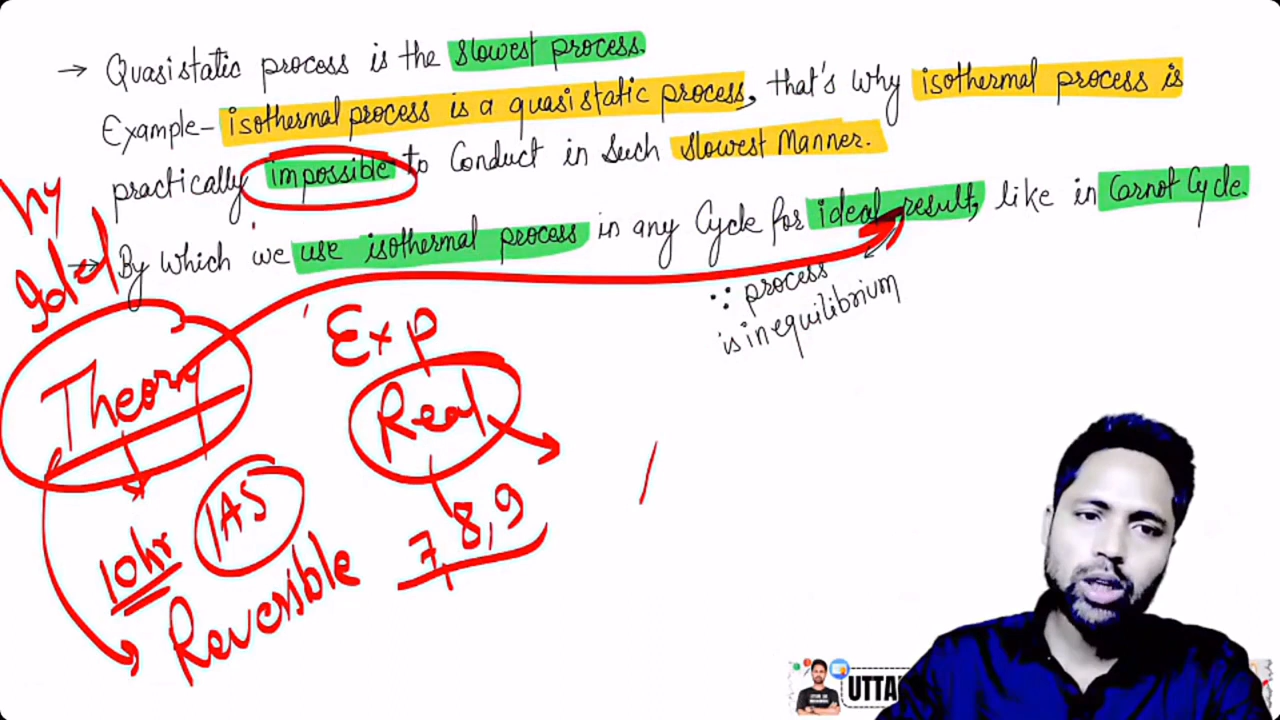 → Quasistatic process is the slowest process.
Example- isothermal process is a quasistatic process, that's why isothermal process is
practically impossible to Conduct in Such slowest Manner.
→ By which we use isothermal process in any Cycle for ideal result, like in Carnot Cycle.
∵ process
is in equilibrium
hy
Exp
Theory
Real
10hr
IAS
7, 8, 9
Reversible
UTTA